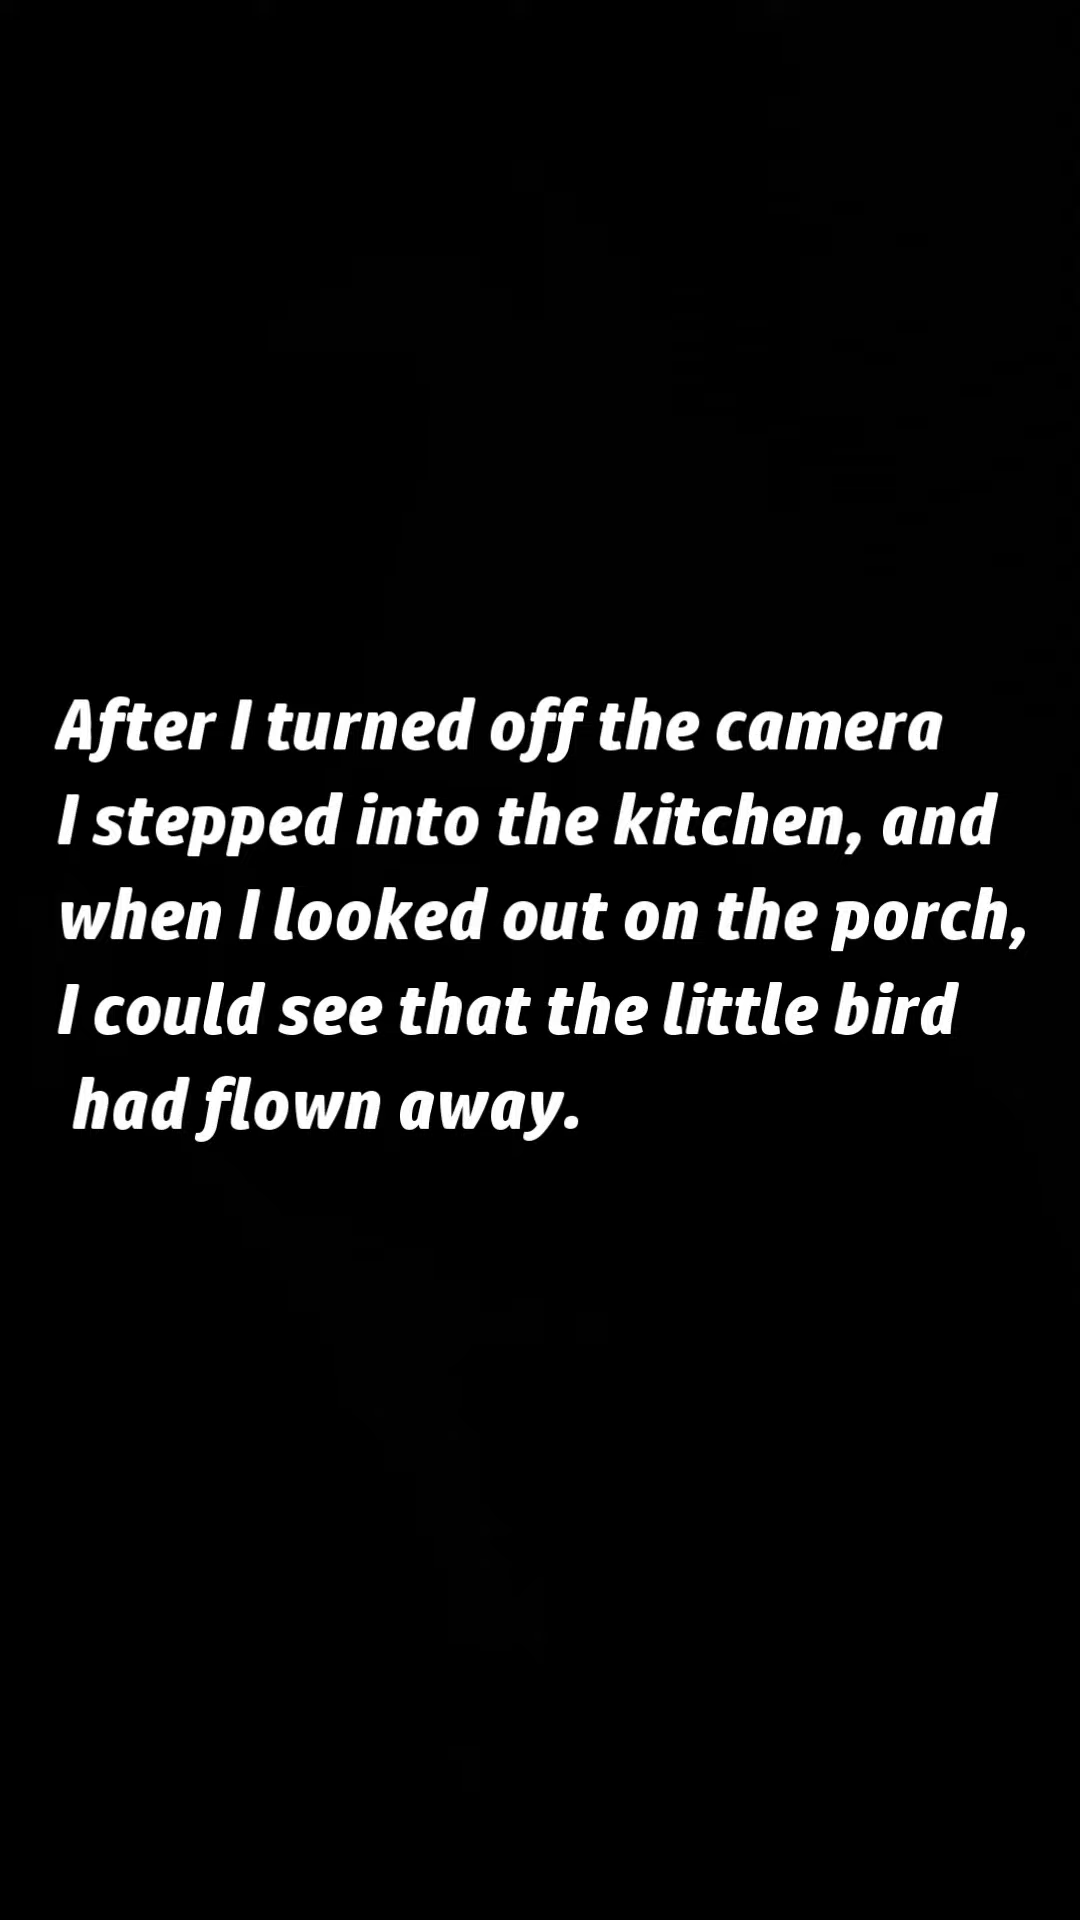 After I turned off the camera
I stepped into the kitchen, and
when I looked out on the porch,
I could see that the little bird
had flown away.